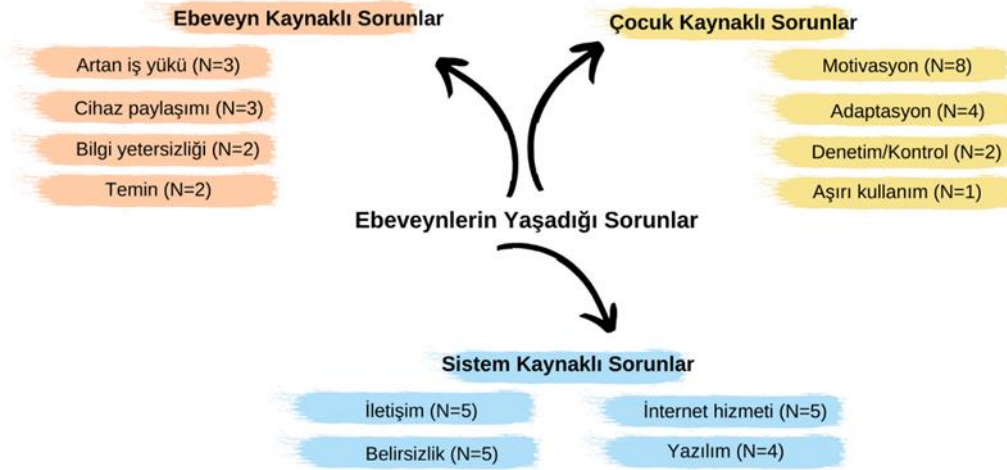 Ebeveyn Kaynaklı Sorunlar
Artan iş yükü (N=3)
Cihaz paylaşımı (N=3)
Bilgi yetersizliği (N=2)
Temin (N=2)
Çocuk Kaynaklı Sorunlar
Motivasyon (N=8)
Adaptasyon (N=4)
Denetim/Kontrol (N=2)
Aşırı kullanım (N=1)
Ebeveynlerin Yaşadığı Sorunlar
Sistem Kaynaklı Sorunlar
İletişim (N=5)
Belirsizlik (N=5)
İnternet hizmeti (N=5)
Yazılım (N=4)